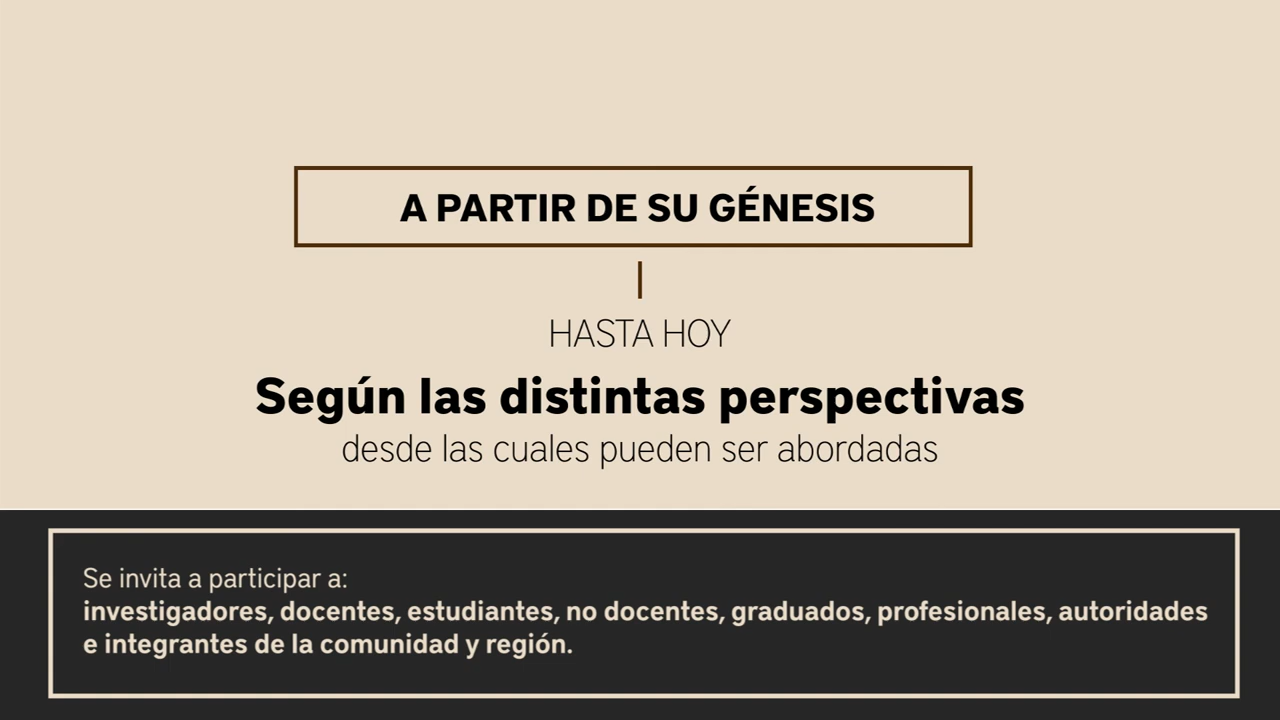 A PARTIR DE SU GÉNESIS
HASTA HOY
Según las distintas perspectivas
desde las cuales pueden ser abordadas
Se invita a participar a:
investigadores, docentes, estudiantes, no docentes, graduados, profesionales, autoridades
e integrantes de la comunidad y región.